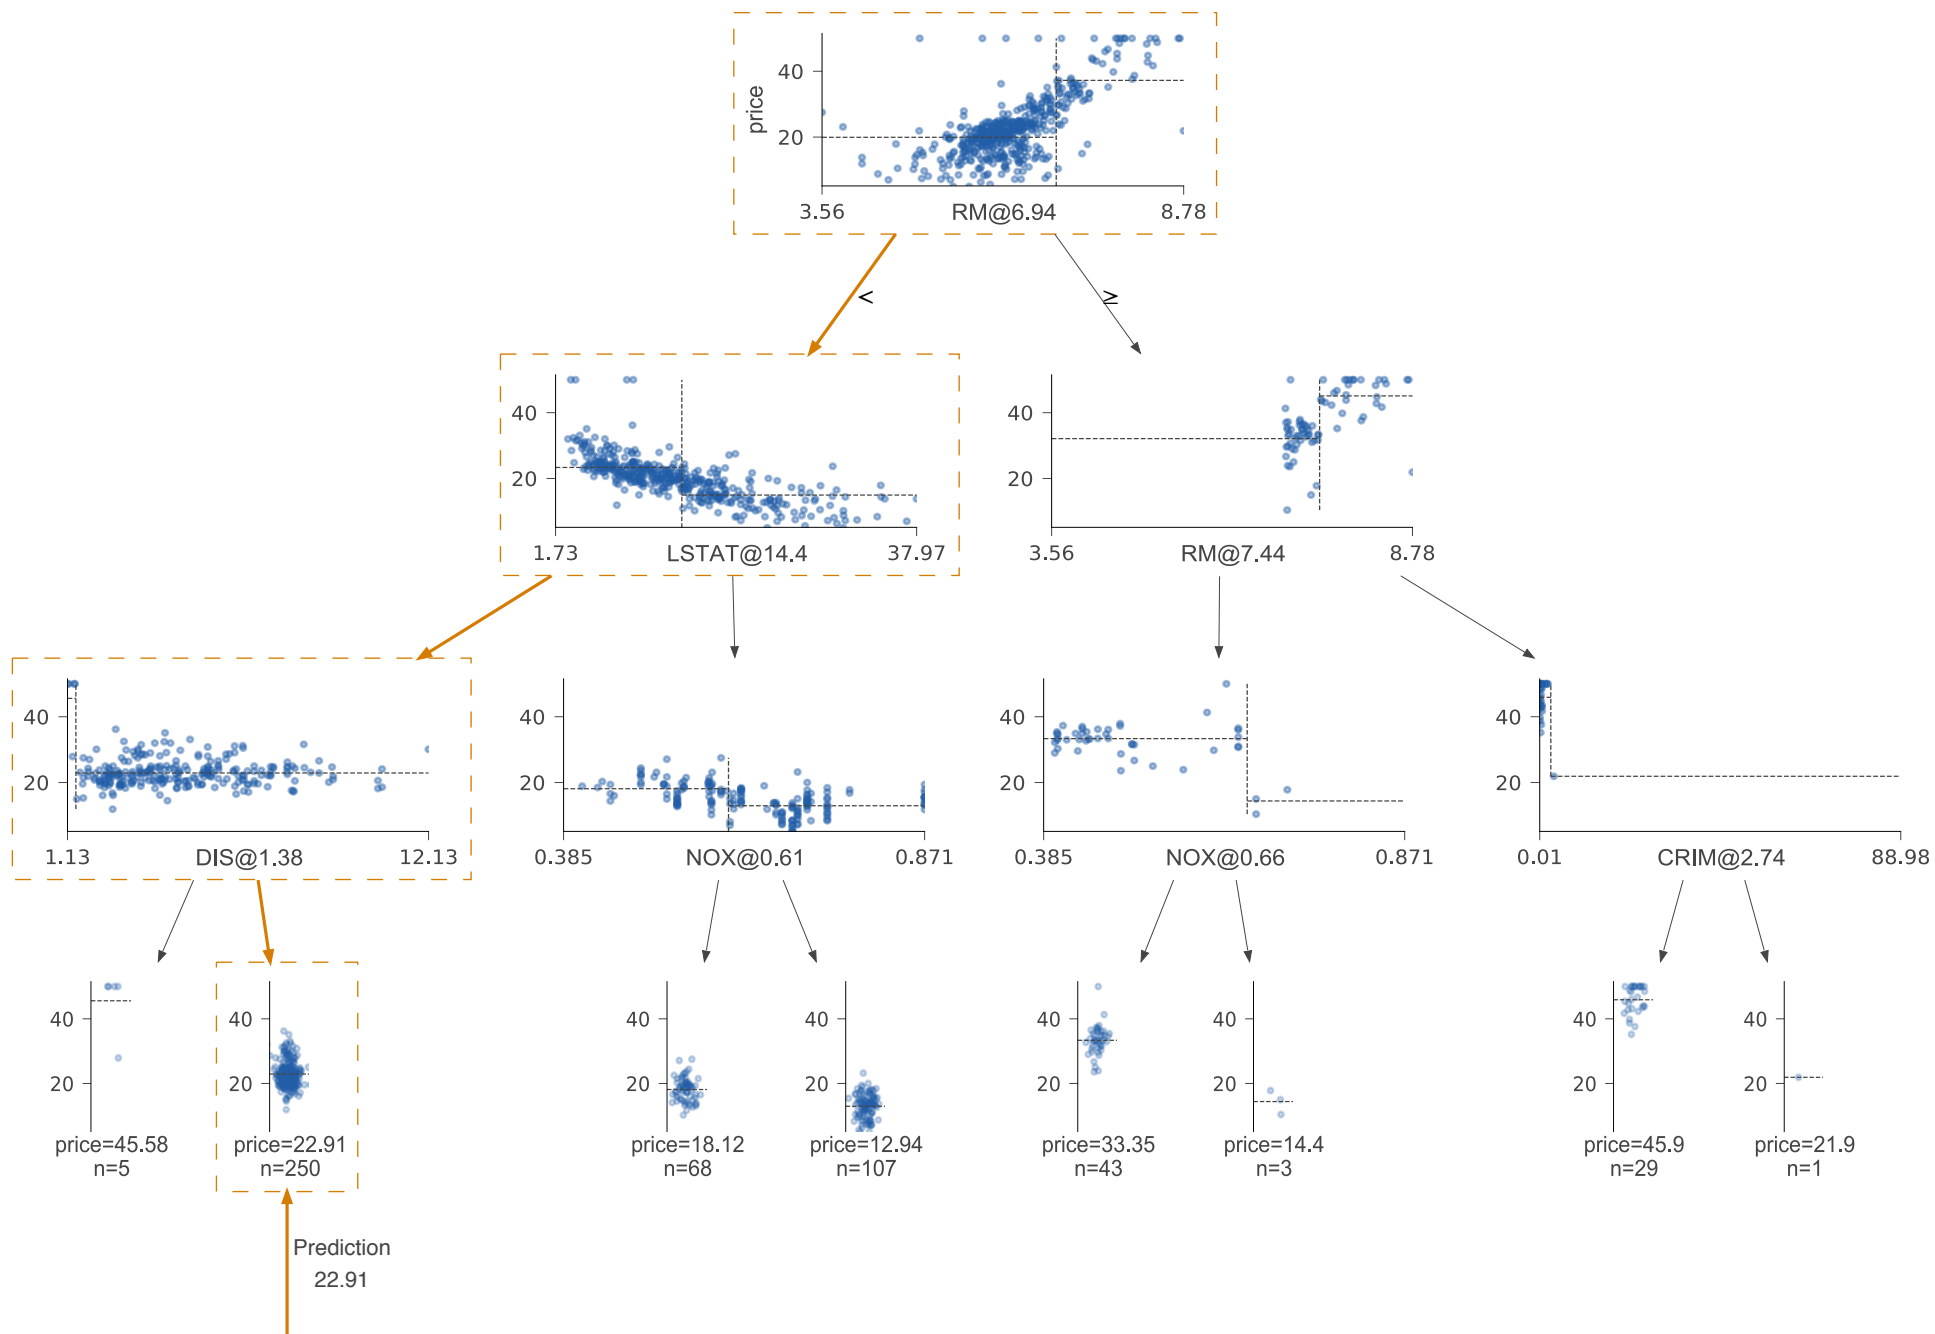 40
price
20
3.56 RM@6.94 8.78
< ≥
40
20
1.73 LSTAT@14.4 37.97
40
20
3.56 RM@7.44 8.78
40
20
1.13 DIS@1.38 12.13
40
20
0.385 NOX@0.61 0.871
40
20
0.385 NOX@0.66 0.871
40
20
0.01 CRIM@2.74 88.98
40
20
price=45.58
n=5
40
20
price=22.91
n=250
40
20
price=18.12
n=68
40
20
price=12.94
n=107
40
20
price=33.35
n=43
40
20
price=14.4
n=3
40
20
price=45.9
n=29
40
20
price=21.9
n=1
Prediction
22.91